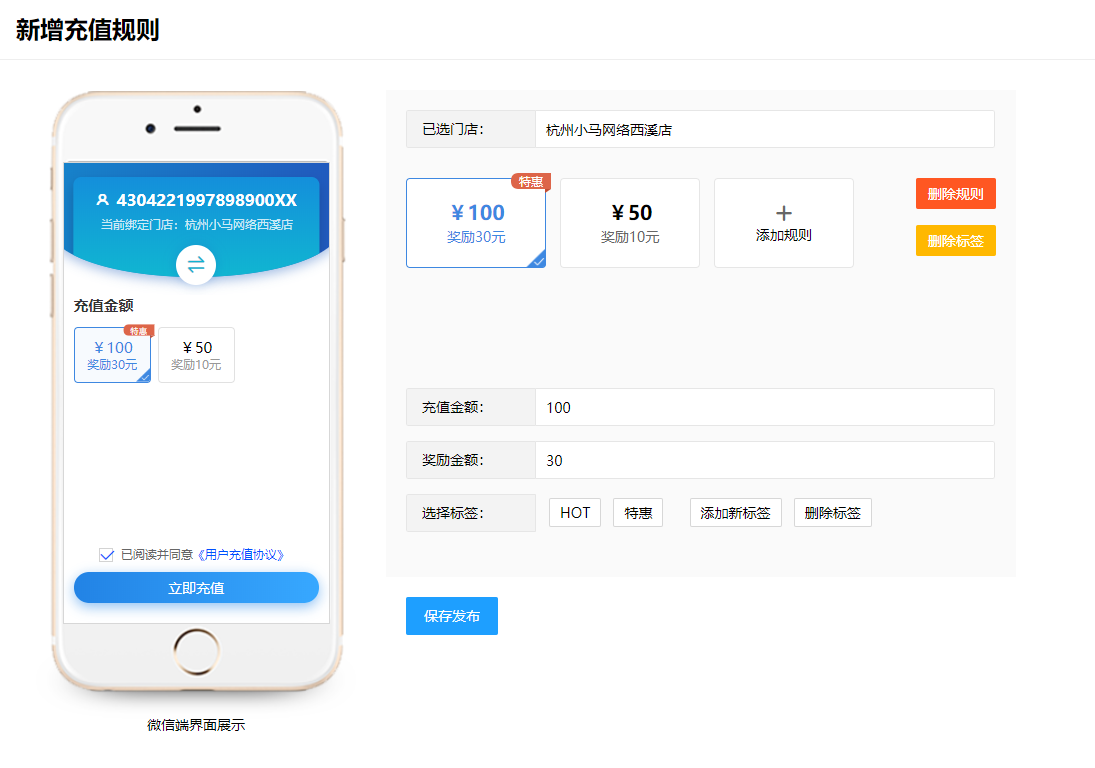 新增充值规则
4304221997898900XX
当前绑定门店：杭州小马网络西溪店
充值金额
特惠
￥100
奖励30元
￥50
奖励10元
已阅读并同意《用户充值协议》
立即充值
微信端界面展示
已选门店：
杭州小马网络西溪店
特惠
￥100
奖励30元
￥50
奖励10元
+
添加规则
删除规则
删除标签
充值金额：
100
奖励金额：
30
选择标签：
HOT
特惠
添加新标签
删除标签
保存发布